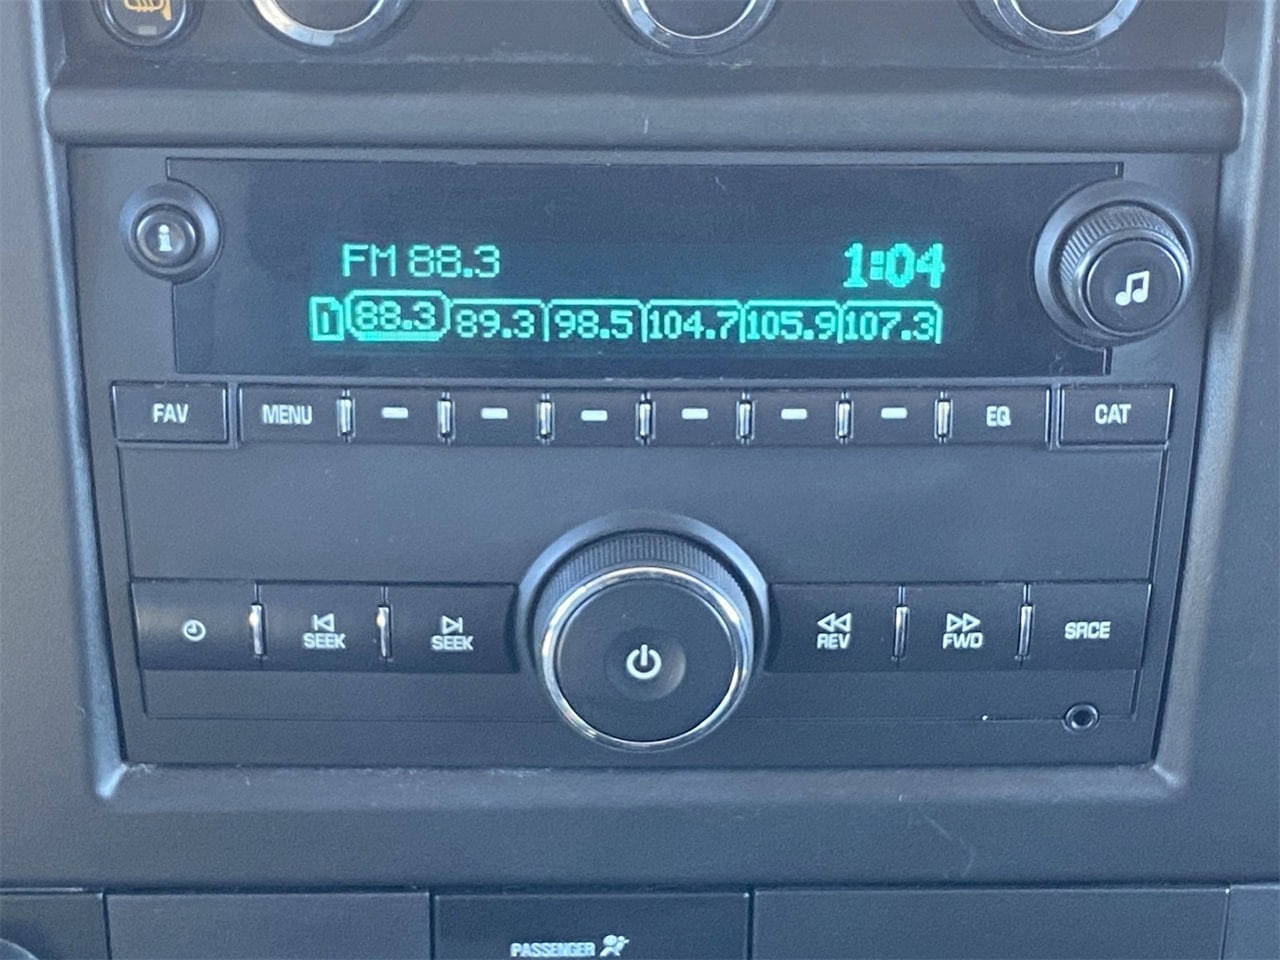 i
FM 88.3 1:04
1 88.3 89.3 98.5 104.7 105.9 107.3
FAV MENU EQ CAT
SEEK SEEK REV FWD SRCE
PASSENGER